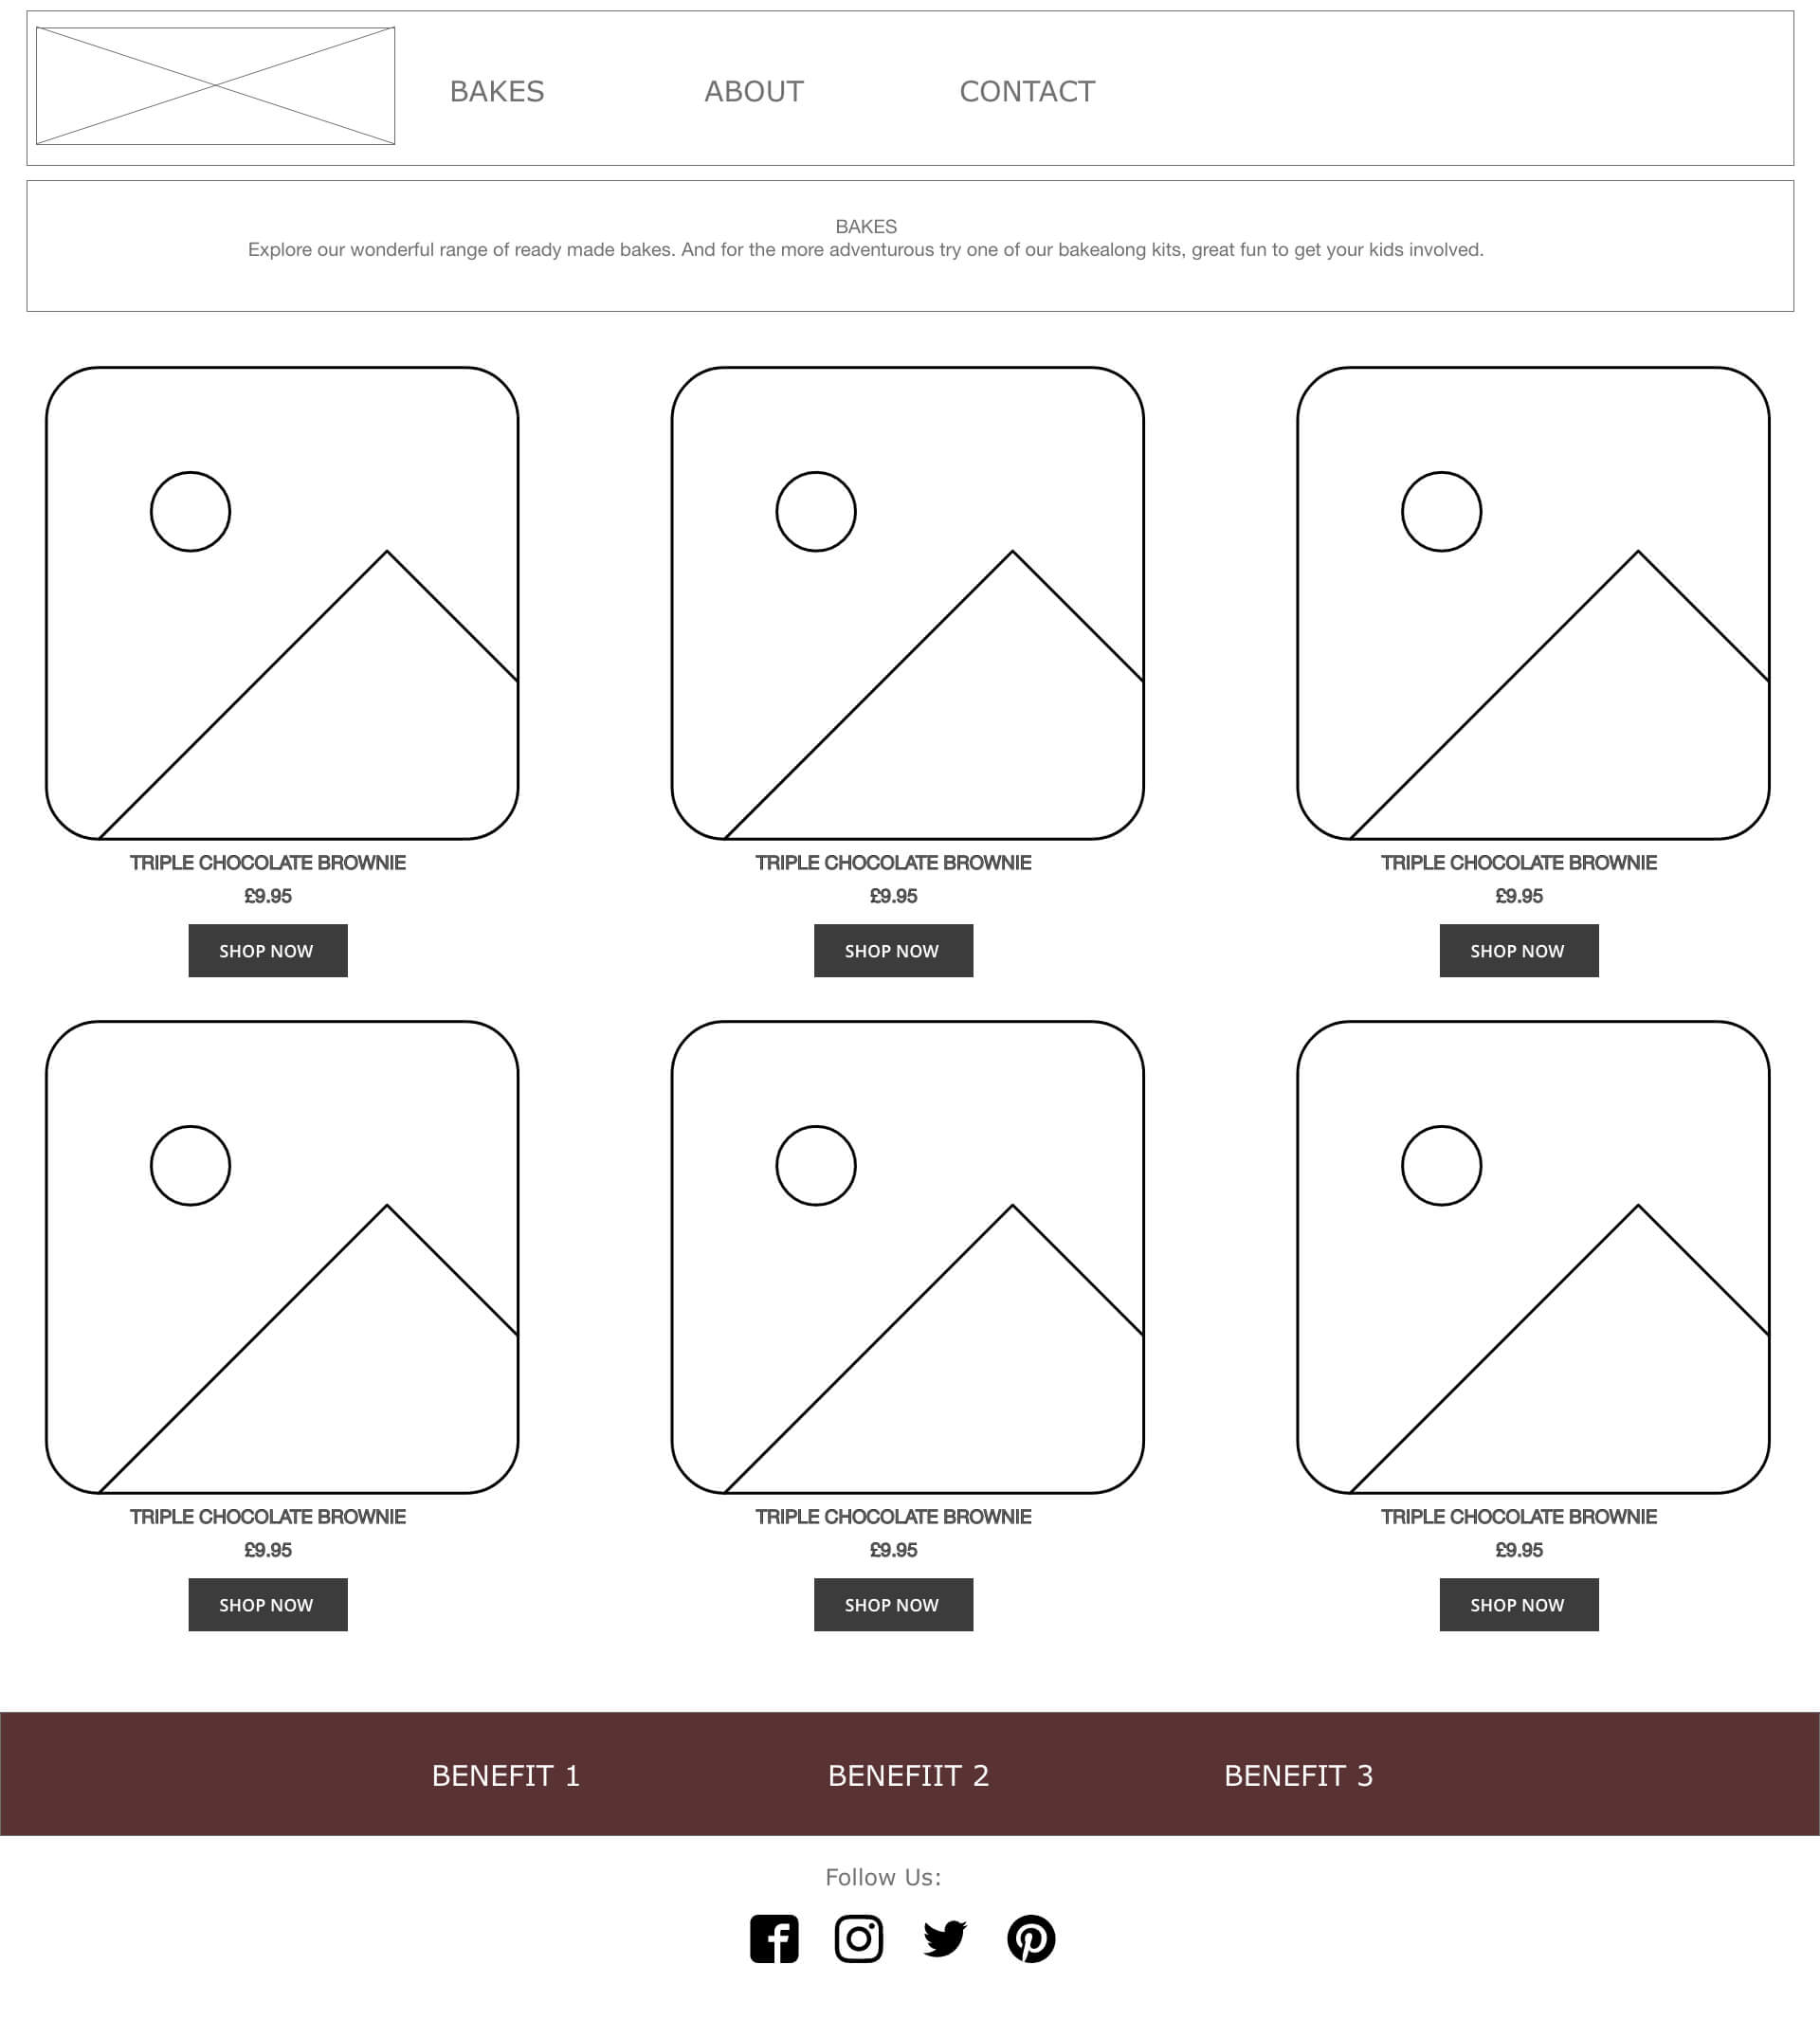 BAKES ABOUT CONTACT
BAKES
Explore our wonderful range of ready made bakes. And for the more adventurous try one of our bakealong kits, great fun to get your kids involved.
TRIPLE CHOCOLATE BROWNIE TRIPLE CHOCOLATE BROWNIE TRIPLE CHOCOLATE BROWNIE
£9.95 £9.95 £9.95
SHOP NOW SHOP NOW SHOP NOW
TRIPLE CHOCOLATE BROWNIE TRIPLE CHOCOLATE BROWNIE TRIPLE CHOCOLATE BROWNIE
£9.95 £9.95 £9.95
SHOP NOW SHOP NOW SHOP NOW
BENEFIT 1 BENEFIIT 2 BENEFIT 3
Follow Us: